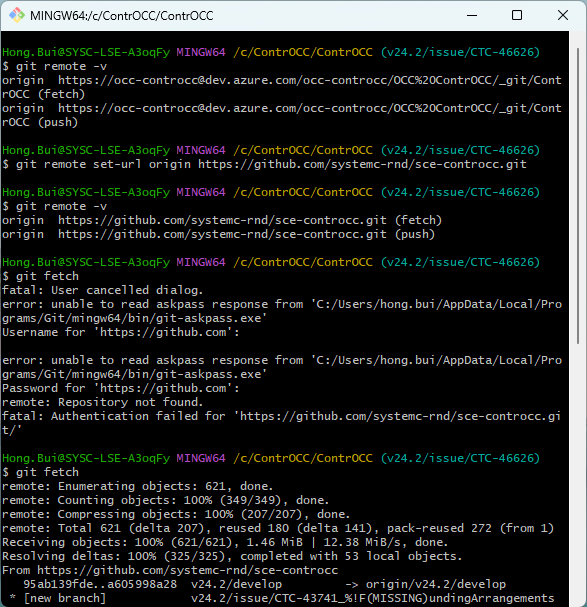 MINGW64:/c/ContrOCC/ContrOCC
Hong.Bui@SYSC-LSE-A3oqFy MINGW64 /c/ContrOCC/ContrOCC (v24.2/issue/CTC-46626)
$ git remote -v
origin  https://occ-controcc@dev.azure.com/occ-controcc/OCC%20ContrOCC/_git/Cont
rOCC (fetch)
origin  https://occ-controcc@dev.azure.com/occ-controcc/OCC%20ContrOCC/_git/Cont
rOCC (push)
Hong.Bui@SYSC-LSE-A3oqFy MINGW64 /c/ContrOCC/ContrOCC (v24.2/issue/CTC-46626)
$ git remote set-url origin https://github.com/systemc-rnd/sce-controcc.git
Hong.Bui@SYSC-LSE-A3oqFy MINGW64 /c/ContrOCC/ContrOCC (v24.2/issue/CTC-46626)
$ git remote -v
origin  https://github.com/systemc-rnd/sce-controcc.git (fetch)
origin  https://github.com/systemc-rnd/sce-controcc.git (push)
Hong.Bui@SYSC-LSE-A3oqFy MINGW64 /c/ContrOCC/ContrOCC (v24.2/issue/CTC-46626)
$ git fetch
fatal: User cancelled dialog.
error: unable to read askpass response from 'C:/Users/hong.bui/AppData/Local/Pro
grams/Git/mingw64/bin/git-askpass.exe'
Username for 'https://github.com':
error: unable to read askpass response from 'C:/Users/hong.bui/AppData/Local/Pro
grams/Git/mingw64/bin/git-askpass.exe'
Password for 'https://github.com':
remote: Repository not found.
fatal: Authentication failed for 'https://github.com/systemc-rnd/sce-controcc.gi
t/'
Hong.Bui@SYSC-LSE-A3oqFy MINGW64 /c/ContrOCC/ContrOCC (v24.2/issue/CTC-46626)
$ git fetch
remote: Enumerating objects: 621, done.
remote: Counting objects: 100% (349/349), done.
remote: Compressing objects: 100% (207/207), done.
remote: Total 621 (delta 207), reused 180 (delta 141), pack-reused 272 (from 1)
Receiving objects: 100% (621/621), 1.46 MiB | 12.38 MiB/s, done.
Resolving deltas: 100% (325/325), completed with 53 local objects.
From https://github.com/systemc-rnd/sce-controcc
   95ab139fde..a605998a28  v24.2/develop         -> origin/v24.2/develop
 * [new branch]            v24.2/issue/CTC-43741_%!F(MISSING)undingArrangements